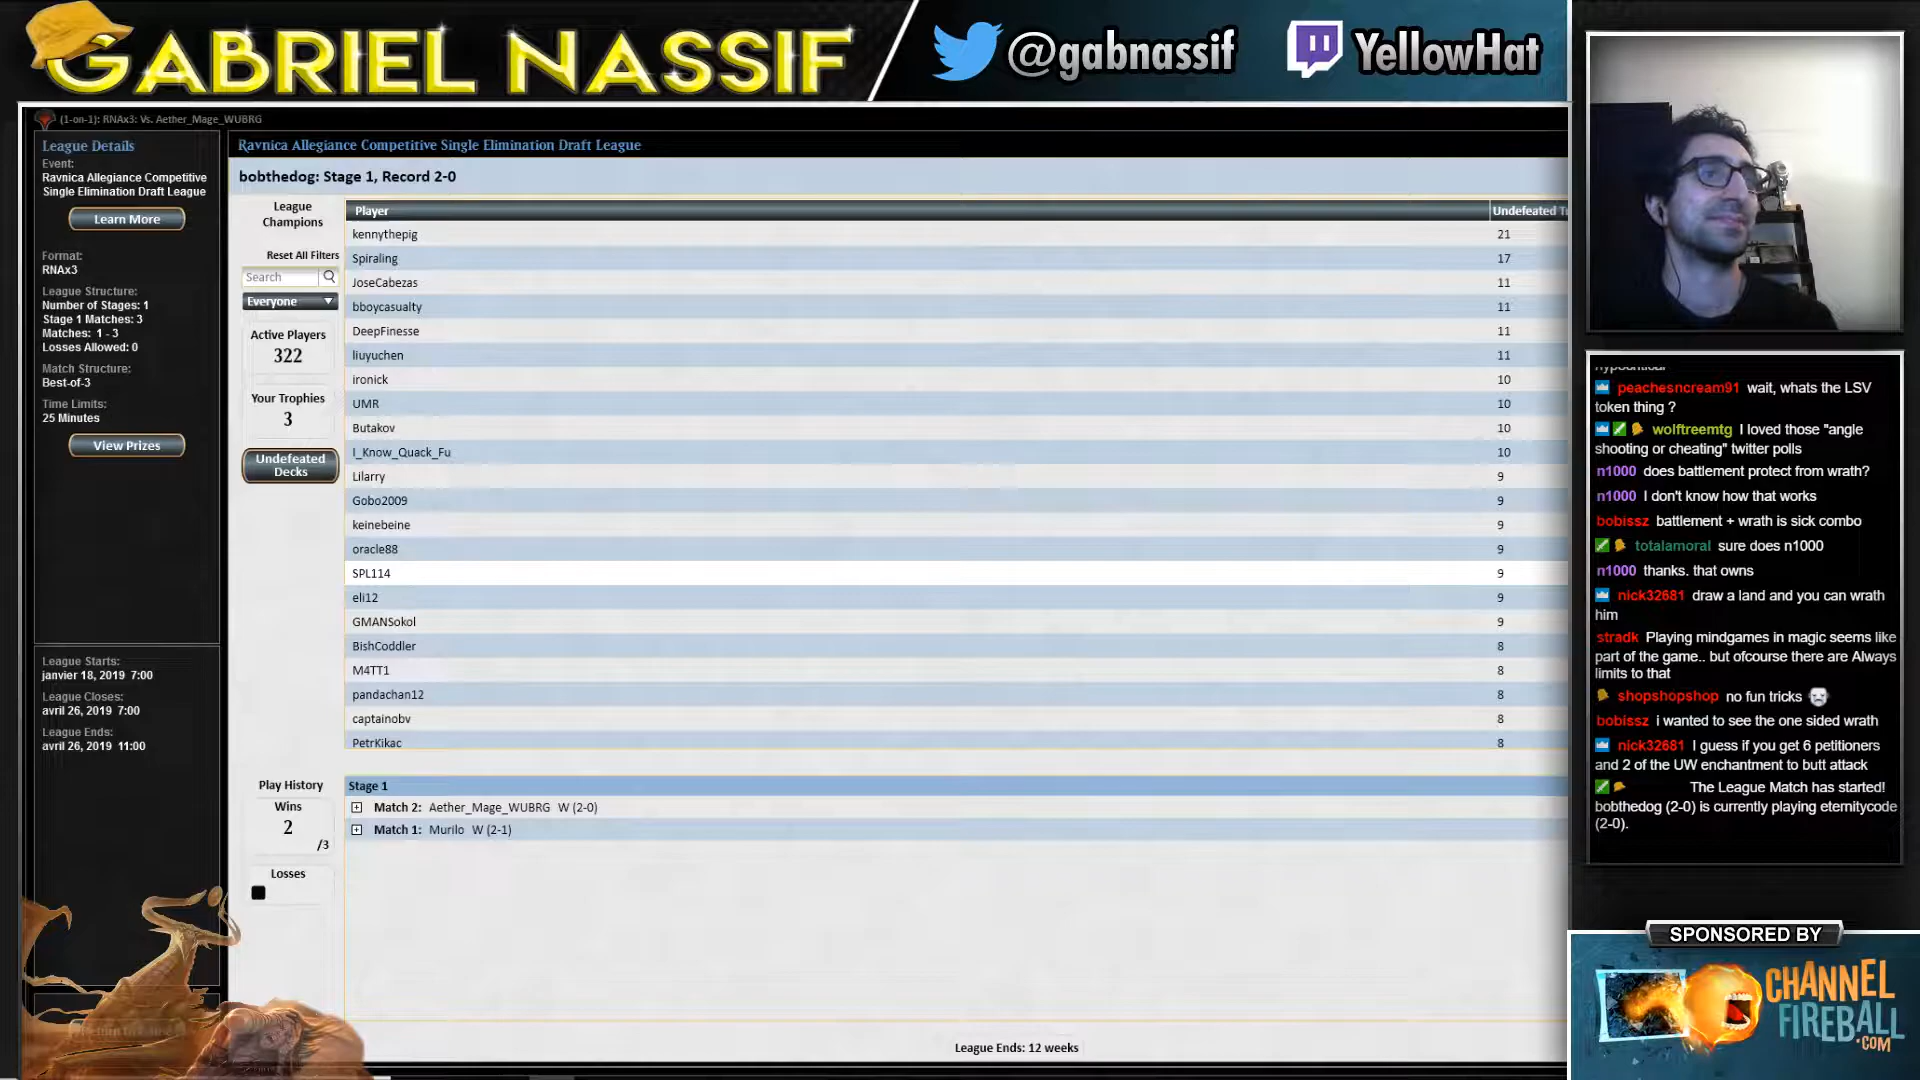 GABRIEL NASSIF
@gabnassif
YellowHat
(1-on-1): RNAx3: Vs. Aether_Mage_WUBRG
League Details
Event:
Ravnica Allegiance Competitive
Single Elimination Draft League
Learn More
Format:
RNAx3
League Structure:
Number of Stages: 1
Stage 1 Matches: 3
Matches: 1 - 3
Losses Allowed: 0
Match Structure:
Best-of-3
Time Limits:
25 Minutes
View Prizes
League Starts:
janvier 18, 2019 7:00
League Closes:
avril 26, 2019 7:00
League Ends:
avril 26, 2019 11:00
Ravnica Allegiance Competitive Single Elimination Draft League
bobthedog: Stage 1, Record 2-0
League
Champions
Reset All Filters
Search
Everyone
Active Players
322
Your Trophies
3
Undefeated
Decks
Player Undefeated
kennythepig 21
Spiraling 17
JoseCabezas 11
bboycasualty 11
DeepFinesse 11
liuyuchen 11
ironick 10
UMR 10
Butakov 10
I_Know_Quack_Fu 10
Lilarry 9
Gobo2009 9
keinebeine 9
oracle88 9
SPL114 9
eli12 9
GMANSokol 9
BishCoddler 8
M4TT1 8
pandachan12 8
captainobv 8
PetrKikac 8
Play History
Wins
2
/3
Losses
Stage 1
Match 2: Aether_Mage_WUBRG W (2-0)
Match 1: Murilo W (2-1)
League Ends: 12 weeks
peachesncream91 wait, whats the LSV
token thing ?
wolftreemtg I loved those "angle
shooting or cheating" twitter polls
n1000 does battlement protect from wrath?
n1000 I don't know how that works
bobissz battlement + wrath is sick combo
totalamoral sure does n1000
n1000 thanks. that owns
nick32681 draw a land and you can wrath
him
stradk Playing mindgames in magic seems like
part of the game.. but ofcourse there are Always
limits to that
shopshopshop no fun tricks
bobissz i wanted to see the one sided wrath
nick32681 I guess if you get 6 petitioners
and 2 of the UW enchantment to butt attack
The League Match has started!
bobthedog (2-0) is currently playing eternitycode
(2-0).
SPONSORED BY
CHANNEL
FIREBALL
.COM